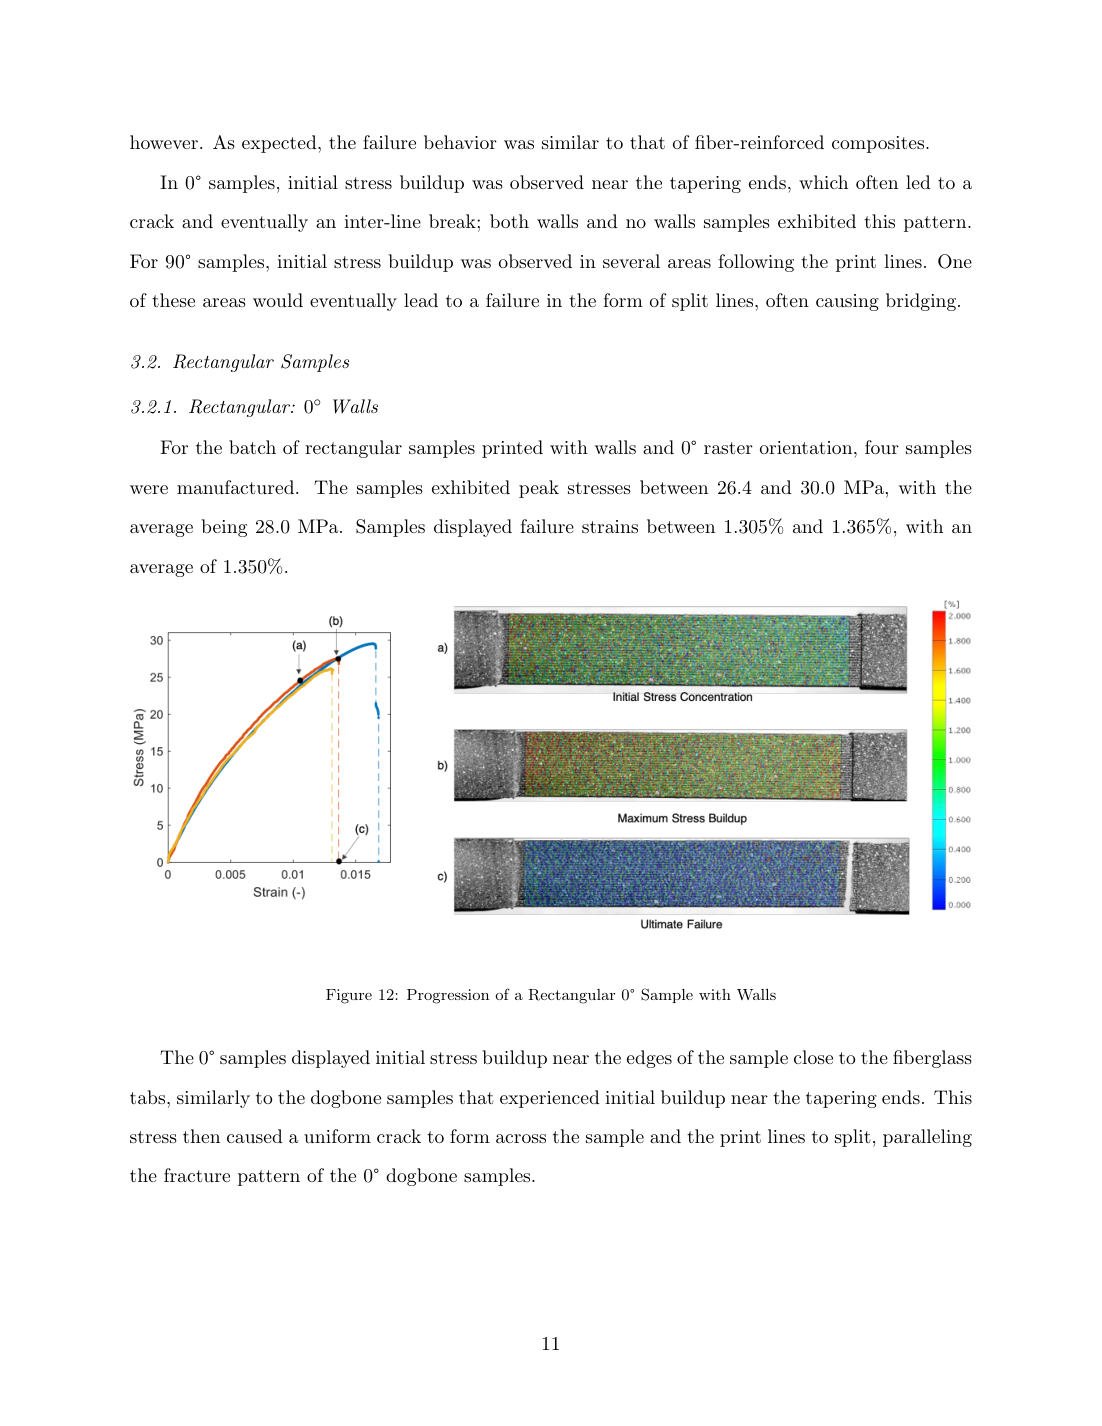 however. As expected, the failure behavior was similar to that of fiber-reinforced composites.
In 0° samples, initial stress buildup was observed near the tapering ends, which often led to a
crack and eventually an inter-line break; both walls and no walls samples exhibited this pattern.
For 90° samples, initial stress buildup was observed in several areas following the print lines. One
of these areas would eventually lead to a failure in the form of split lines, often causing bridging.
3.2. Rectangular Samples
3.2.1. Rectangular: 0° Walls
For the batch of rectangular samples printed with walls and 0° raster orientation, four samples
were manufactured. The samples exhibited peak stresses between 26.4 and 30.0 MPa, with the
average being 28.0 MPa. Samples displayed failure strains between 1.305% and 1.365%, with an
average of 1.350%.
30
25
20
15
10
5
0
Stress (MPa)
0 0.005 0.01 0.015
Strain (-)
(a)
(b)
(c)
a)
Initial Stress Concentration
b)
Maximum Stress Buildup
c)
Ultimate Failure
[%]
2.000
1.800
1.600
1.400
1.200
1.000
0.800
0.600
0.400
0.200
0.000
Figure 12: Progression of a Rectangular 0° Sample with Walls
The 0° samples displayed initial stress buildup near the edges of the sample close to the fiberglass
tabs, similarly to the dogbone samples that experienced initial buildup near the tapering ends. This
stress then caused a uniform crack to form across the sample and the print lines to split, paralleling
the fracture pattern of the 0° dogbone samples.
11